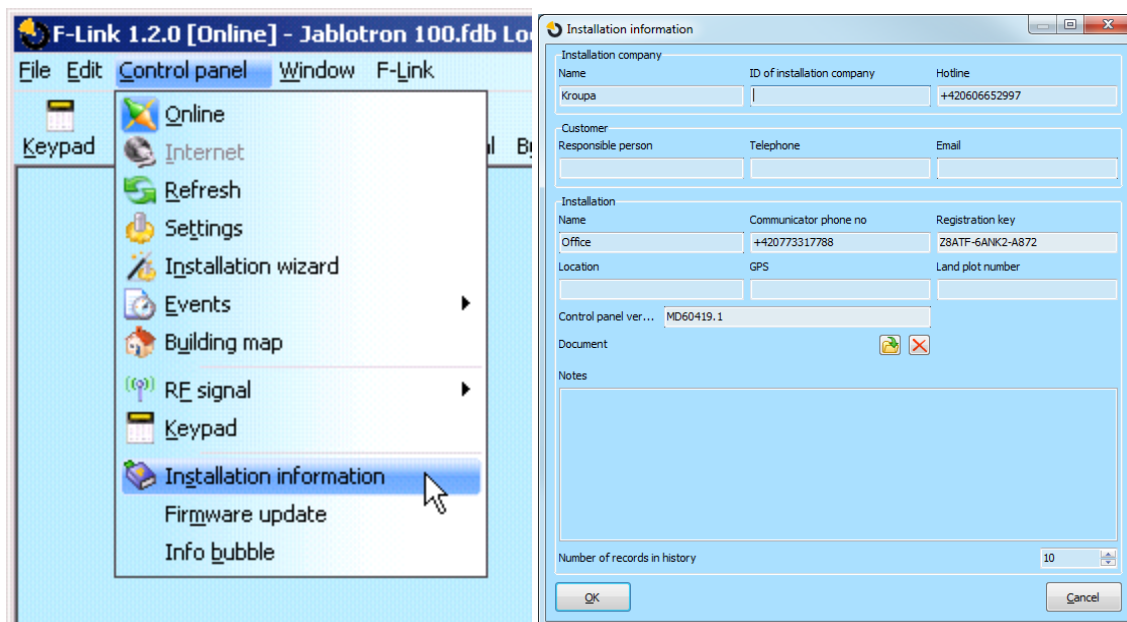 F-Link 1.2.0 [Online] - Jablotron 100.fdb
File Edit Control panel Window F-Link
Keypad
Online
Internet
Refresh
Settings
Installation wizard
Events
Building map
RF signal
Keypad
Installation information
Firmware update
Info bubble
Installation information
Installation company
Name ID of installation company Hotline
Kroupa +420606652997
Customer
Responsible person Telephone Email
Installation
Name Communicator phone no Registration key
Office +420773317788 Z8ATF-6ANK2-A872
Location GPS Land plot number
Control panel ver... MD60419.1
Document
Notes
Number of records in history 10
OK Cancel